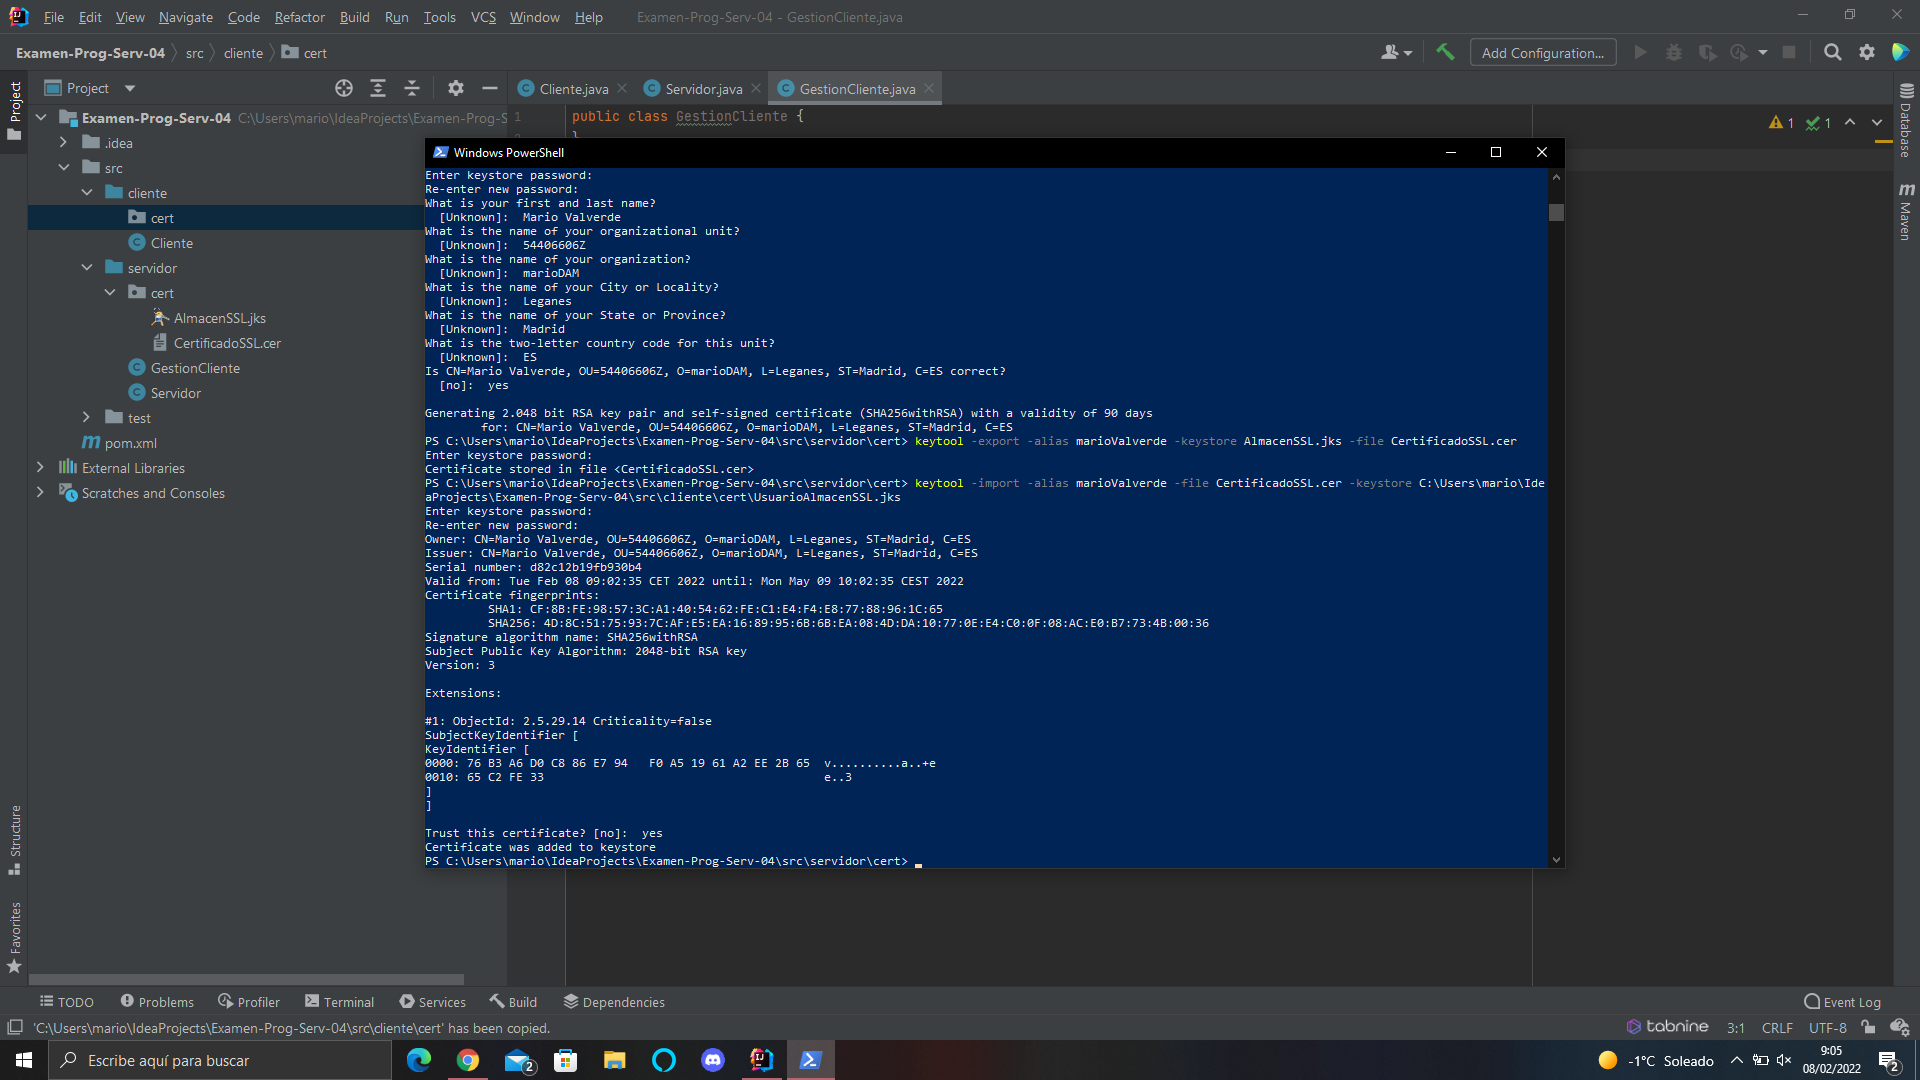 File Edit View Navigate Code Refactor Build Run Tools VCS Window Help Examen-Prog-Serv-04 - GestionCliente.java
Examen-Prog-Serv-04 src cliente cert Add Configuration...
Project
Project
Cliente.java Servidor.java GestionCliente.java
Examen-Prog-Serv-04 C:\Users\mario\IdeaProjects\Examen-Prog-S
.idea
src
cliente
cert
Cliente
servidor
cert
AlmacenSSL.jks
CertificadoSSL.cer
GestionCliente
Servidor
test
pom.xml
External Libraries
Scratches and Consoles
1 public class GestionCliente {
1 1
Database
Maven
Structure
Favorites
Windows PowerShell
Enter keystore password:
Re-enter new password:
What is your first and last name?
[Unknown]: Mario Valverde
What is the name of your organizational unit?
[Unknown]: 54406606Z
What is the name of your organization?
[Unknown]: marioDAM
What is the name of your City or Locality?
[Unknown]: Leganes
What is the name of your State or Province?
[Unknown]: Madrid
What is the two-letter country code for this unit?
[Unknown]: ES
Is CN=Mario Valverde, OU=54406606Z, O=marioDAM, L=Leganes, ST=Madrid, C=ES correct?
[no]: yes
Generating 2.048 bit RSA key pair and self-signed certificate (SHA256withRSA) with a validity of 90 days
for: CN=Mario Valverde, OU=54406606Z, O=marioDAM, L=Leganes, ST=Madrid, C=ES
PS C:\Users\mario\IdeaProjects\Examen-Prog-Serv-04\src\servidor\cert> keytool -export -alias marioValverde -keystore AlmacenSSL.jks -file CertificadoSSL.cer
Enter keystore password:
Certificate stored in file <CertificadoSSL.cer>
PS C:\Users\mario\IdeaProjects\Examen-Prog-Serv-04\src\servidor\cert> keytool -import -alias marioValverde -file CertificadoSSL.cer -keystore C:\Users\mario\Ide
aProjects\Examen-Prog-Serv-04\src\cliente\cert\UsuarioAlmacenSSL.jks
Enter keystore password:
Re-enter new password:
Owner: CN=Mario Valverde, OU=54406606Z, O=marioDAM, L=Leganes, ST=Madrid, C=ES
Issuer: CN=Mario Valverde, OU=54406606Z, O=marioDAM, L=Leganes, ST=Madrid, C=ES
Serial number: d82c12b19fb930b4
Valid from: Tue Feb 08 09:02:35 CET 2022 until: Mon May 09 10:02:35 CEST 2022
Certificate fingerprints:
SHA1: CF:8B:FE:98:57:3C:A1:40:54:62:FE:C1:E4:F4:E8:77:88:96:1C:65
SHA256: 4D:8C:51:75:93:7C:AF:E5:EA:16:89:95:6B:6B:EA:08:4D:DA:10:77:0E:E4:C0:0F:08:AC:E0:B7:73:4B:00:36
Signature algorithm name: SHA256withRSA
Subject Public Key Algorithm: 2048-bit RSA key
Version: 3
Extensions:
#1: ObjectId: 2.5.29.14 Criticality=false
SubjectKeyIdentifier [
KeyIdentifier [
0000: 76 B3 A6 D0 C8 86 E7 94 F0 A5 19 61 A2 EE 2B 65 v..........a..+e
0010: 65 C2 FE 33 e..3
]
]
Trust this certificate? [no]: yes
Certificate was added to keystore
PS C:\Users\mario\IdeaProjects\Examen-Prog-Serv-04\src\servidor\cert>
TODO Problems Profiler Terminal Services Build Dependencies Event Log
'C:\Users\mario\IdeaProjects\Examen-Prog-Serv-04\src\cliente\cert' has been copied. tabnine 3:1 CRLF UTF-8
Escribe aquí para buscar 2 -1°C Soleado 9:05
08/02/2022 2